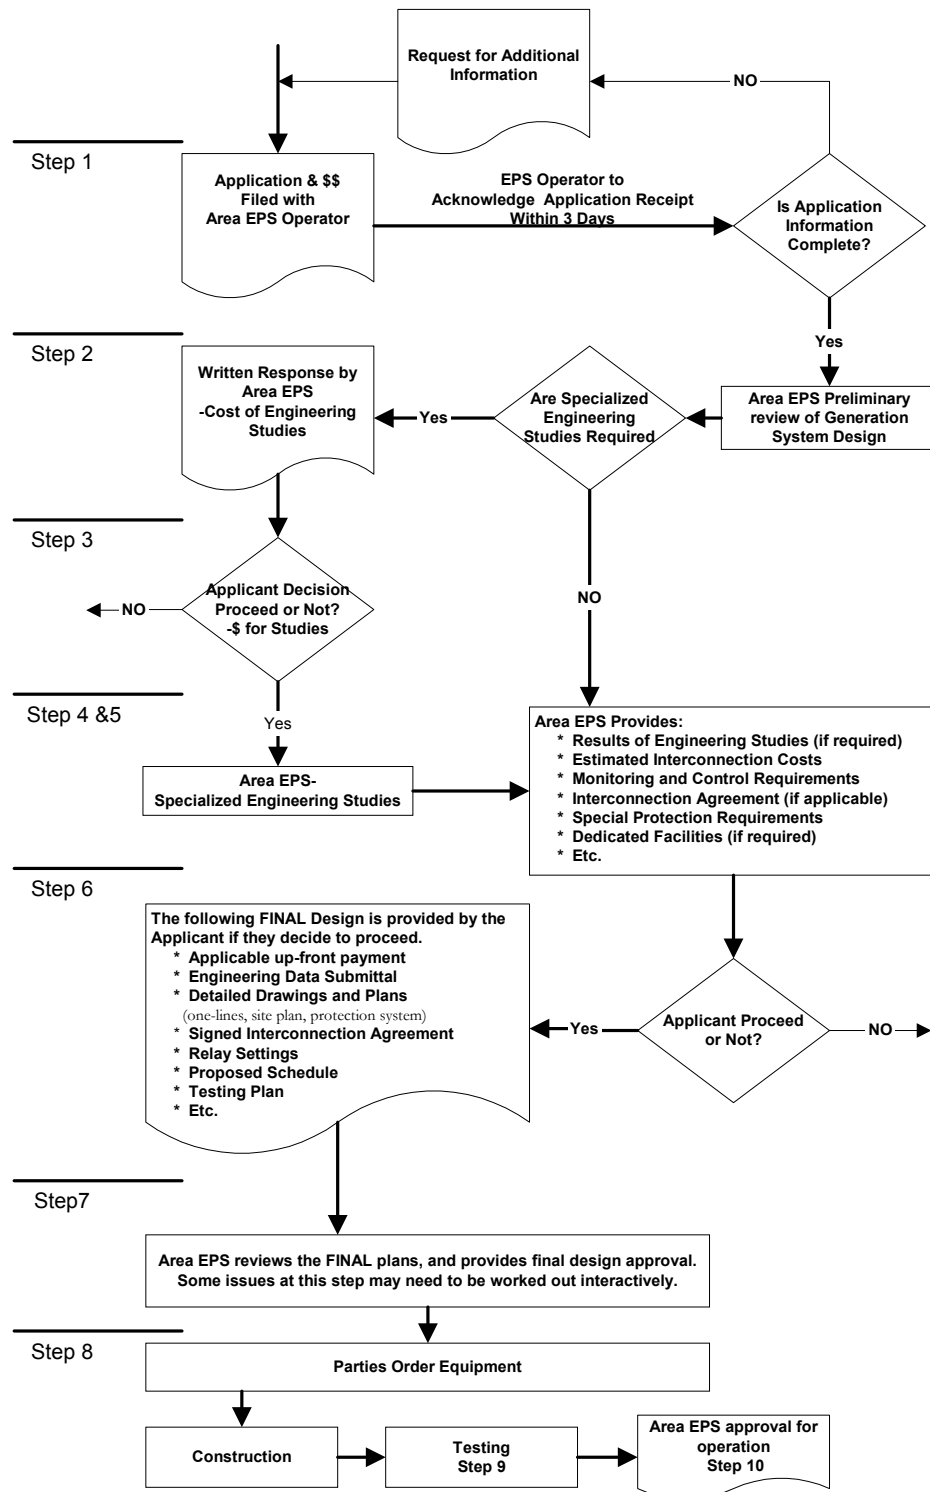 Request for Additional
Information
NO
Step 1
Application & $$
Filed with
Area EPS Operator
EPS Operator to
Acknowledge Application Receipt
Within 3 Days
Is Application
Information
Complete?
Yes
Step 2
Written Response by
Area EPS
-Cost of Engineering
Studies
Yes
Are Specialized
Engineering
Studies Required
Area EPS Preliminary
review of Generation
System Design
Step 3
Applicant Decision
Proceed or Not?
-$ for Studies
NO
NO
Step 4 &5
Yes
Area EPS-
Specialized Engineering Studies
Area EPS Provides:
* Results of Engineering Studies (if required)
* Estimated Interconnection Costs
* Monitoring and Control Requirements
* Interconnection Agreement (if applicable)
* Special Protection Requirements
* Dedicated Facilities (if required)
* Etc.
Step 6
The following FINAL Design is provided by the
Applicant if they decide to proceed.
* Applicable up-front payment
* Engineering Data Submittal
* Detailed Drawings and Plans
(one-lines, site plan, protection system)
* Signed Interconnection Agreement
* Relay Settings
* Proposed Schedule
* Testing Plan
* Etc.
Yes
Applicant Proceed
or Not?
NO
Step7
Area EPS reviews the FINAL plans, and provides final design approval.
Some issues at this step may need to be worked out interactively.
Step 8
Parties Order Equipment
Construction
Testing
Step 9
Area EPS approval for
operation
Step 10